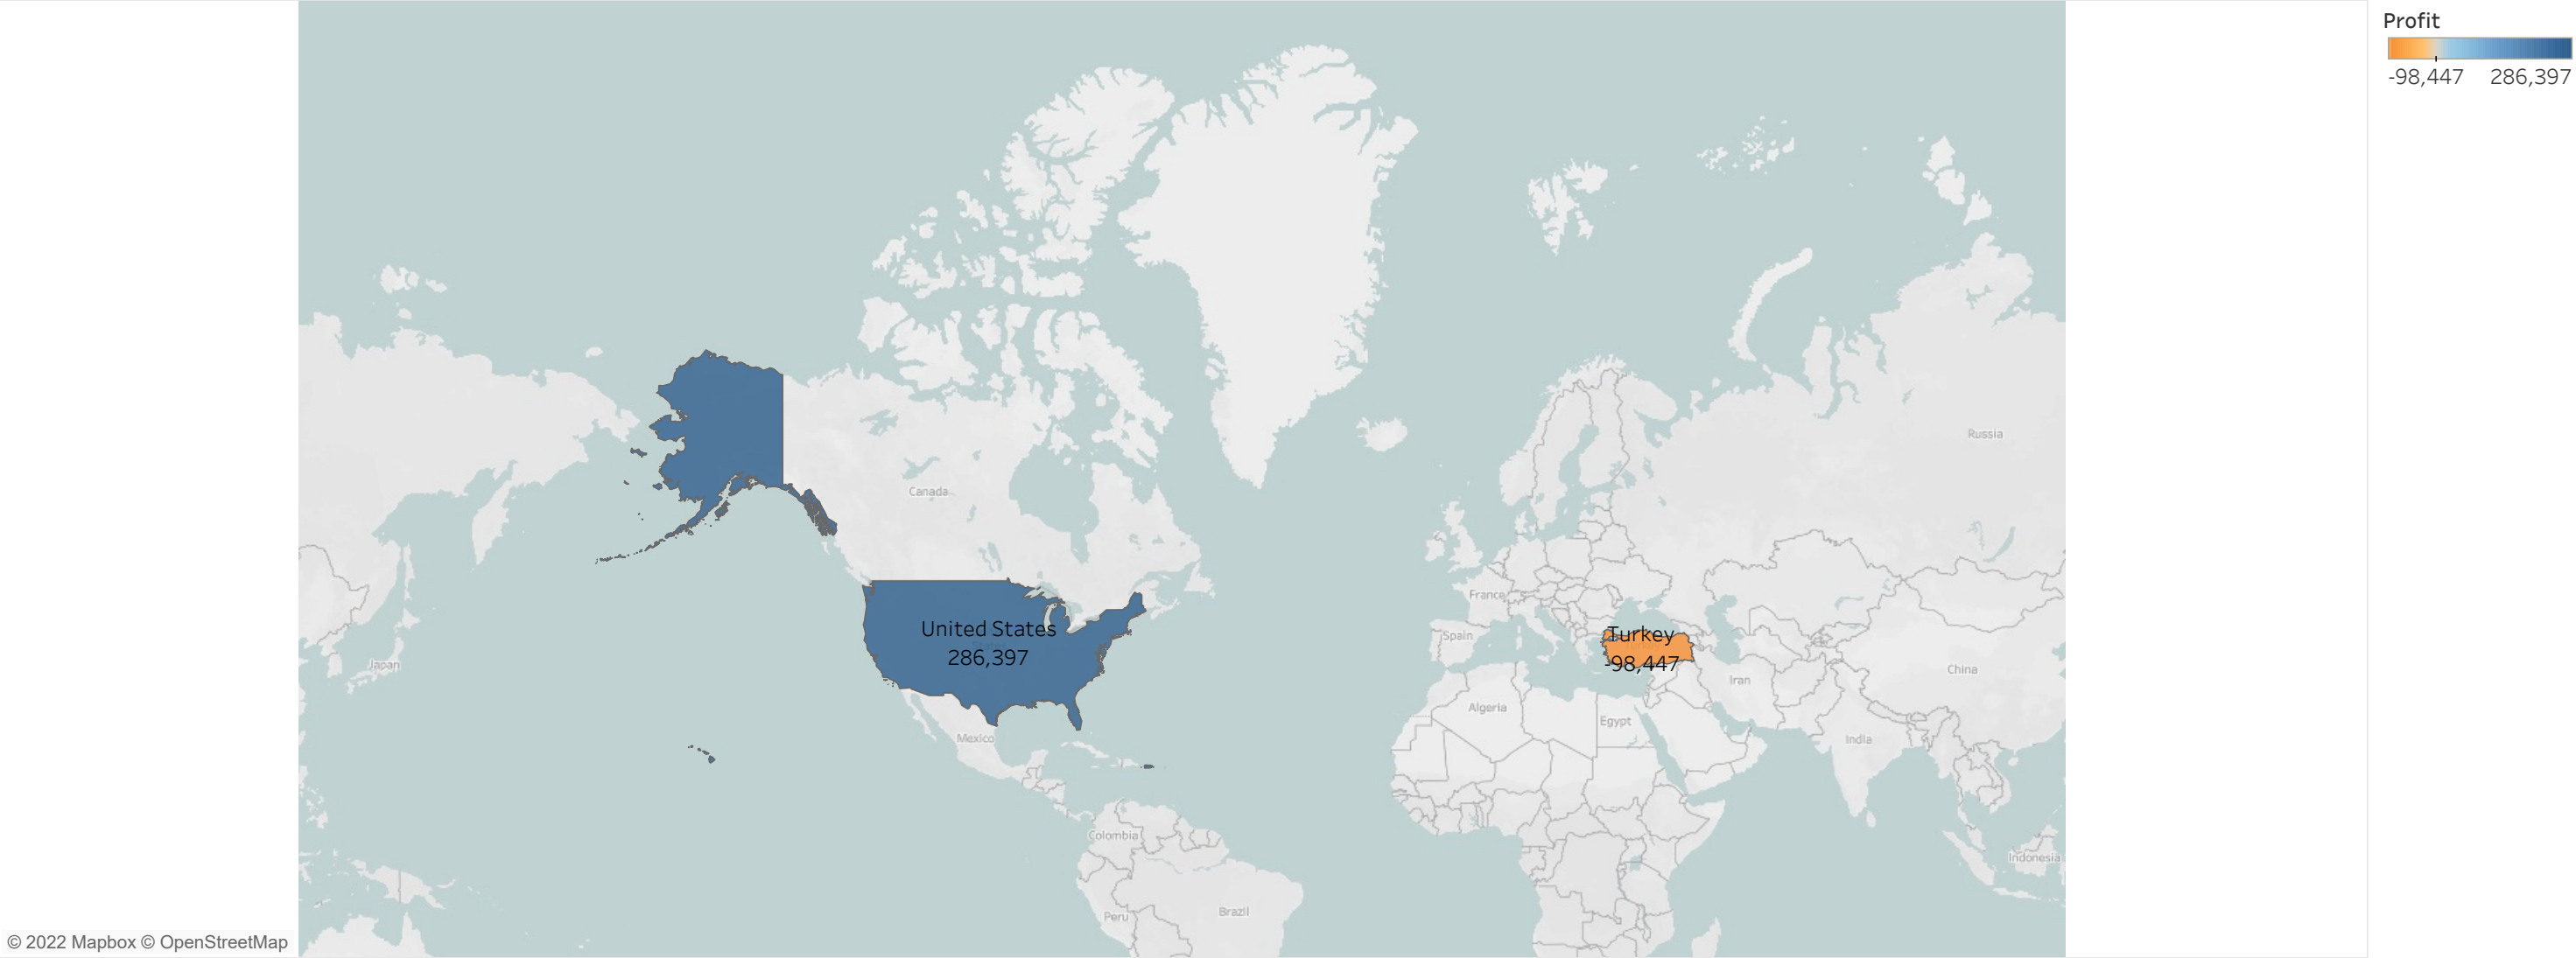 Profit
-98,447 286,397
Russia
Canada
France
United States
286,397
Spain
Turkey
-98,447
Japan
China
Iran
Algeria
Egypt
Mexico
India
Colombia
Indonesia
Peru
Brazil
© 2022 Mapbox © OpenStreetMap